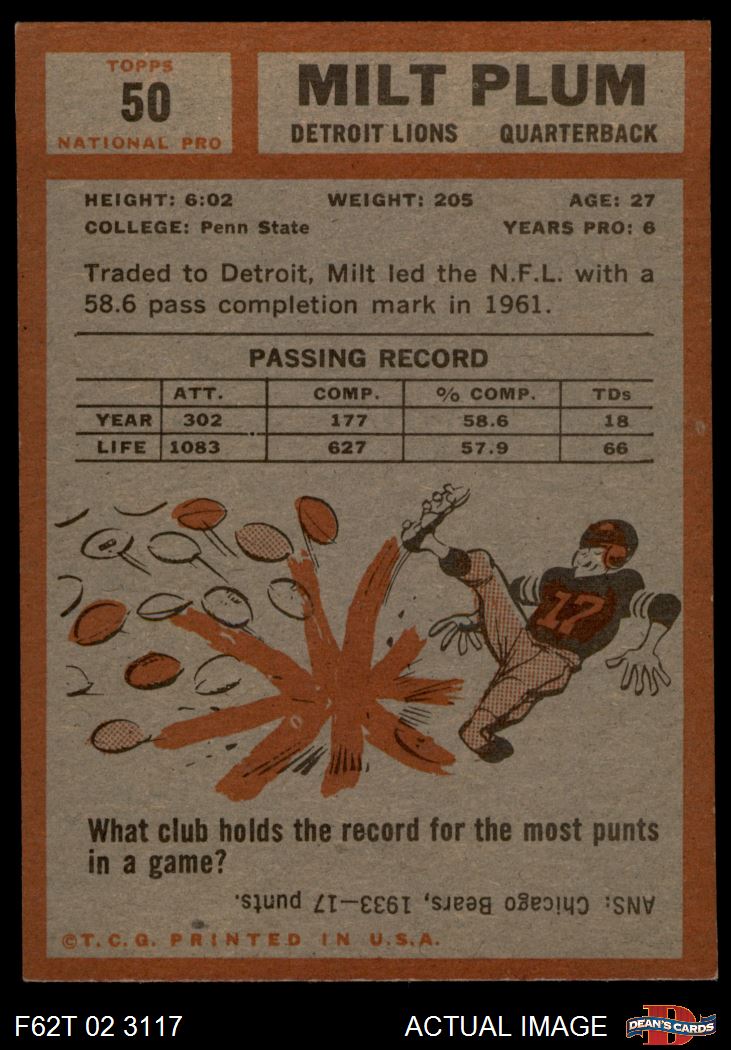 TOPPS
50
NATIONAL PRO
MILT PLUM
DETROIT LIONS QUARTERBACK
HEIGHT: 6:02 WEIGHT: 205 AGE: 27
COLLEGE: Penn State YEARS PRO: 6
Traded to Detroit, Milt led the N.F.L. with a
58.6 pass completion mark in 1961.
PASSING RECORD
ATT. COMP. % COMP. TDs
YEAR 302 177 58.6 18
LIFE 1083 627 57.9 66
17
What club holds the record for the most punts
in a game?
ANS: Chicago Bears, 1933—17 punts.
©T.C.G. PRINTED IN U.S.A.
F62T 02 3117 ACTUAL IMAGE DEAN'S CARDS